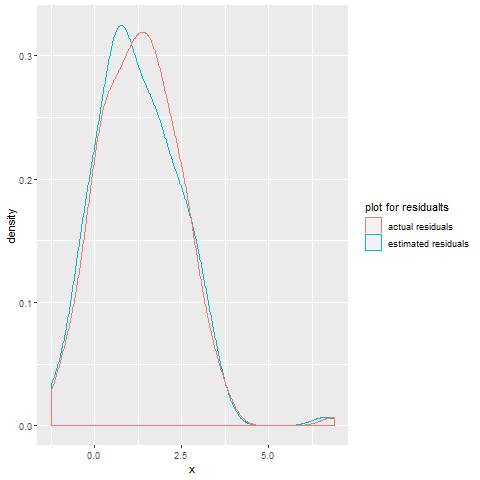 0.3
0.2
0.1
0.0
density
0.0 2.5 5.0
x
plot for residualts
actual residuals
estimated residuals